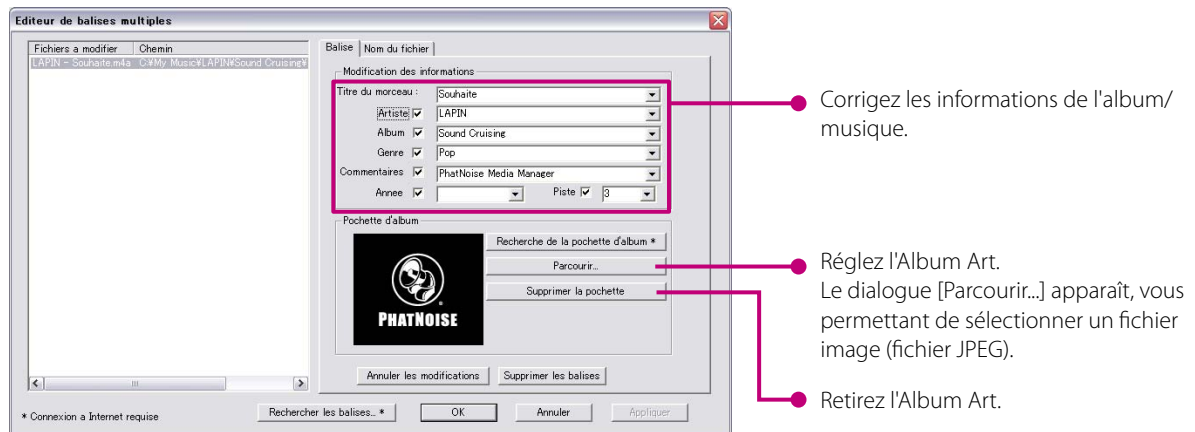 Editeur de balises multiples
Fichiers a modifier Chemin
LAPIN - Souhaite.m4a C:¥My Music¥LAPIN¥Sound Cruising¥
Balise Nom du fichier
Modification des informations
Titre du morceau : Souhaite
Artiste LAPIN
Album Sound Cruising
Genre Pop
Commentaires PhatNoise Media Manager
Annee Piste 3
Pochette d'album
PHATNOISE
Recherche de la pochette d'album *
Parcourir...
Supprimer la pochette
Annuler les modifications Supprimer les balises
* Connexion a Internet requise
Rechercher les balises... * OK Annuler Appliquer
Corrigez les informations de l'album/
musique.
Réglez l'Album Art.
Le dialogue [Parcourir...] apparaît, vous
permettant de sélectionner un fichier
image (fichier JPEG).
Retirez l'Album Art.